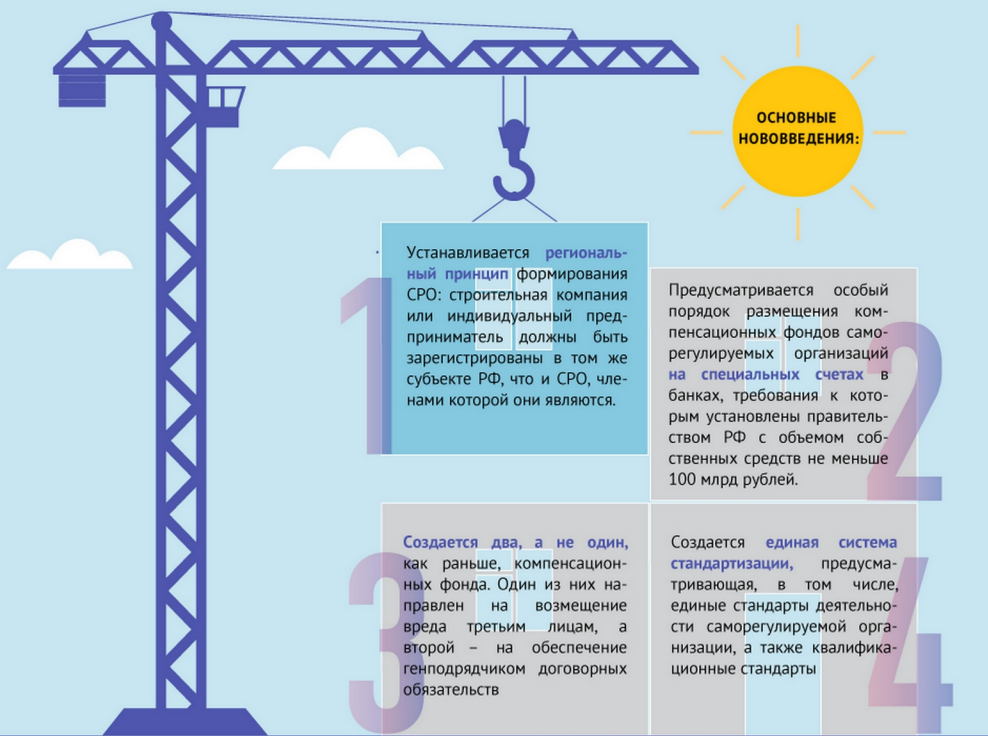 ОСНОВНЫЕ
НОВОВВЕДЕНИЯ:
1
Устанавливается региональ-
ный принцип формирования
СРО: строительная компания
или индивидуальный пред-
приниматель должны быть
зарегистрированы в том же
субъекте РФ, что и СРО, чле-
нами которой они являются.
2
Предусматривается особый
порядок размещения ком-
пенсационных фондов само-
регулируемых организаций
на специальных счетах в
банках, требования к кото-
рым установлены правитель-
ством РФ с объемом соб-
ственных средств не меньше
100 млрд рублей.
3
Создается два, а не один,
как раньше, компенсацион-
ных фонда. Один из них на-
правлен на возмещение
вреда третьим лицам, а
второй – на обеспечение
генподрядчиком договорных
обязательств
4
Создается единая система
стандартизации, предусма-
тривающая, в том числе,
единые стандарты деятельно-
сти саморегулируемой орга-
низации, а также квалифика-
ционные стандарты